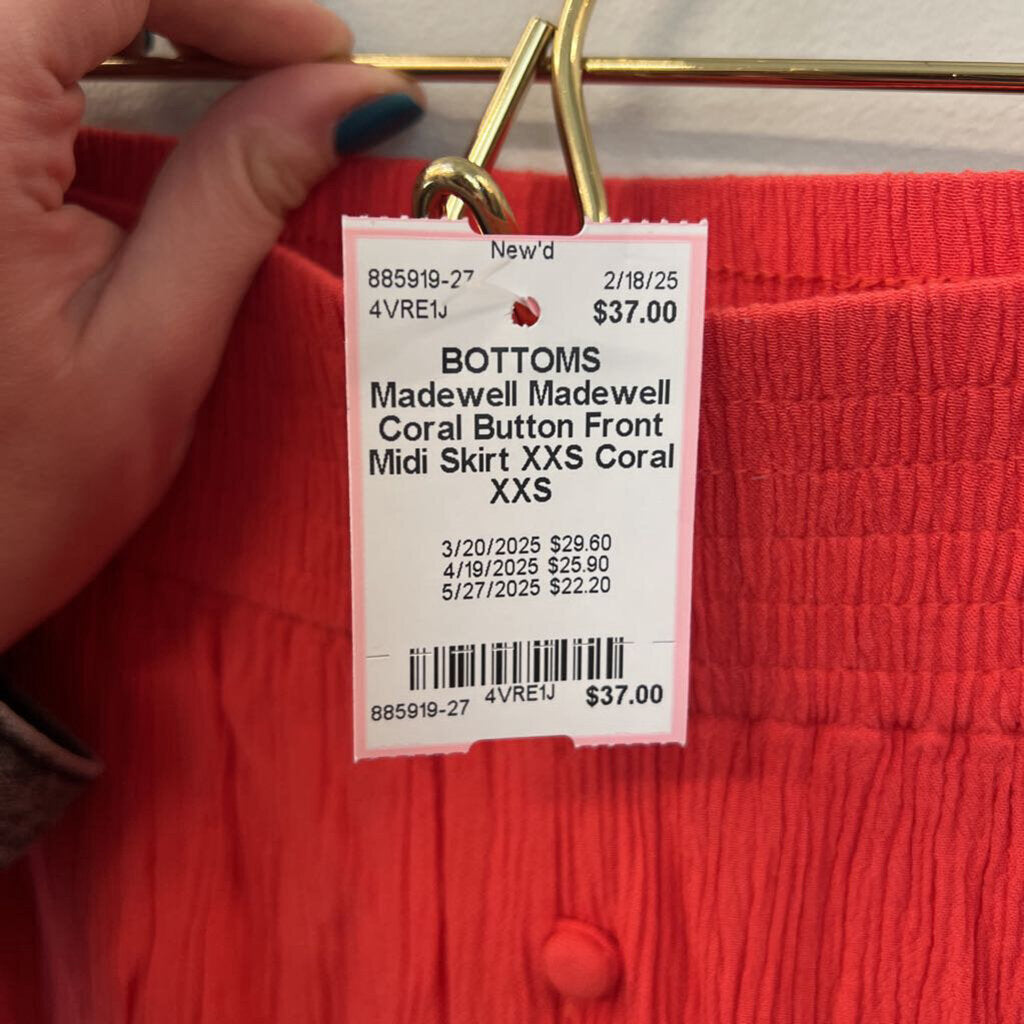 New'd
885919-27 2/18/25
4VRE1J $37.00
BOTTOMS
Madewell Madewell
Coral Button Front
Midi Skirt XXS Coral
XXS
3/20/2025 $29.60
4/19/2025 $25.90
5/27/2025 $22.20
885919-27 4VRE1J $37.00